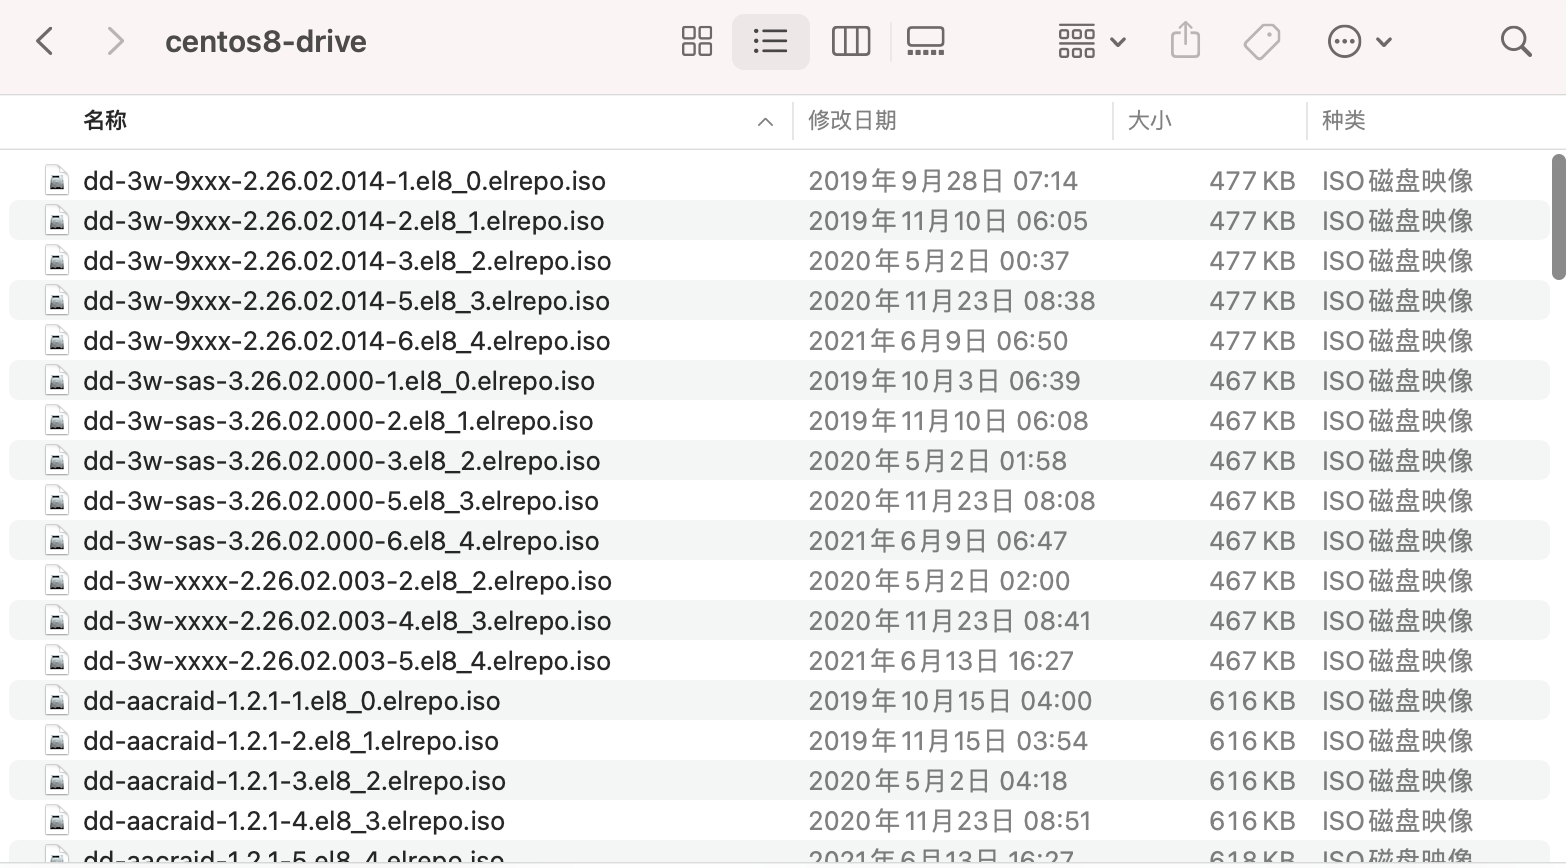 centos8-drive
名称 修改日期 大小 种类
dd-3w-9xxx-2.26.02.014-1.el8_0.elrepo.iso 2019年9月28日 07:14 477 KB ISO磁盘映像
dd-3w-9xxx-2.26.02.014-2.el8_1.elrepo.iso 2019年11月10日 06:05 477 KB ISO磁盘映像
dd-3w-9xxx-2.26.02.014-3.el8_2.elrepo.iso 2020年5月2日 00:37 477 KB ISO磁盘映像
dd-3w-9xxx-2.26.02.014-5.el8_3.elrepo.iso 2020年11月23日 08:38 477 KB ISO磁盘映像
dd-3w-9xxx-2.26.02.014-6.el8_4.elrepo.iso 2021年6月9日 06:50 477 KB ISO磁盘映像
dd-3w-sas-3.26.02.000-1.el8_0.elrepo.iso 2019年10月3日 06:39 467 KB ISO磁盘映像
dd-3w-sas-3.26.02.000-2.el8_1.elrepo.iso 2019年11月10日 06:08 467 KB ISO磁盘映像
dd-3w-sas-3.26.02.000-3.el8_2.elrepo.iso 2020年5月2日 01:58 467 KB ISO磁盘映像
dd-3w-sas-3.26.02.000-5.el8_3.elrepo.iso 2020年11月23日 08:08 467 KB ISO磁盘映像
dd-3w-sas-3.26.02.000-6.el8_4.elrepo.iso 2021年6月9日 06:47 467 KB ISO磁盘映像
dd-3w-xxxx-2.26.02.003-2.el8_2.elrepo.iso 2020年5月2日 02:00 467 KB ISO磁盘映像
dd-3w-xxxx-2.26.02.003-4.el8_3.elrepo.iso 2020年11月23日 08:41 467 KB ISO磁盘映像
dd-3w-xxxx-2.26.02.003-5.el8_4.elrepo.iso 2021年6月13日 16:27 467 KB ISO磁盘映像
dd-aacraid-1.2.1-1.el8_0.elrepo.iso 2019年10月15日 04:00 616 KB ISO磁盘映像
dd-aacraid-1.2.1-2.el8_1.elrepo.iso 2019年11月15日 03:54 616 KB ISO磁盘映像
dd-aacraid-1.2.1-3.el8_2.elrepo.iso 2020年5月2日 04:18 616 KB ISO磁盘映像
dd-aacraid-1.2.1-4.el8_3.elrepo.iso 2020年11月23日 08:51 616 KB ISO磁盘映像
dd-aacraid-1.2.1-5.el8_4.elrepo.iso 2021年6月13日 16:27 618 KB ISO磁盘映像